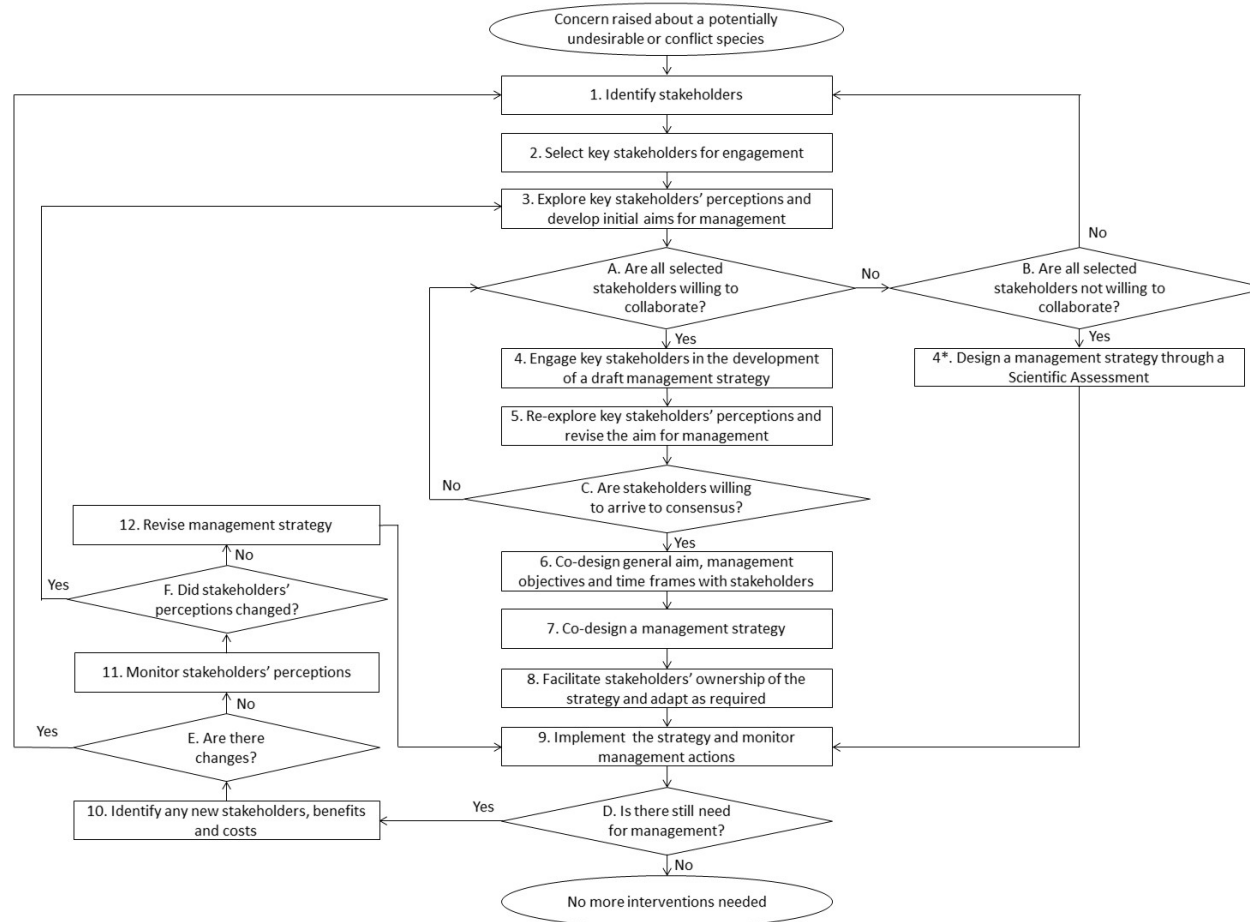 Concern raised about a potentially
undesirable or conflict species
1. Identify stakeholders
2. Select key stakeholders for engagement
3. Explore key stakeholders’ perceptions and
develop initial aims for management
No
A. Are all selected
stakeholders willing to
collaborate?
No
B. Are all selected
stakeholders not willing to
collaborate?
Yes
Yes
4. Engage key stakeholders in the development
of a draft management strategy
4*. Design a management strategy through a
Scientific Assessment
5. Re-explore key stakeholders’ perceptions and
revise the aim for management
No
C. Are stakeholders willing
to arrive to consensus?
12. Revise management strategy
Yes
No
6. Co-design general aim, management
objectives and time frames with stakeholders
Yes
F. Did stakeholders’
perceptions changed?
7. Co-design a management strategy
11. Monitor stakeholders’ perceptions
8. Facilitate stakeholders’ ownership of the
strategy and adapt as required
No
Yes
E. Are there
changes?
9. Implement the strategy and monitor
management actions
10. Identify any new stakeholders, benefits
and costs
Yes
D. Is there still need
for management?
No
No more interventions needed